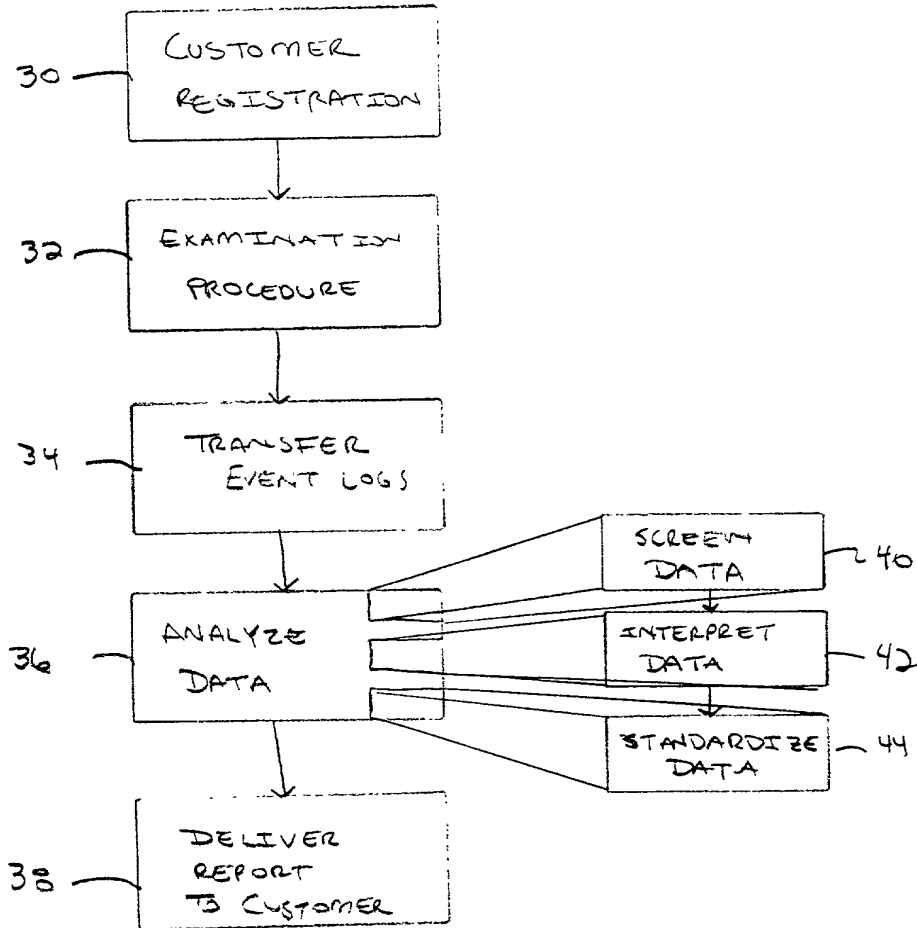 30
CUSTOMER
REGISTRATION
32
EXAMINATION
PROCEDURE
34
TRANSFER
EVENT LOGS
36
ANALYZE
DATA
SCREEN
DATA
40
INTERPRET
DATA
42
STANDARDIZE
DATA
44
38
DELIVER
REPORT
TO CUSTOMER